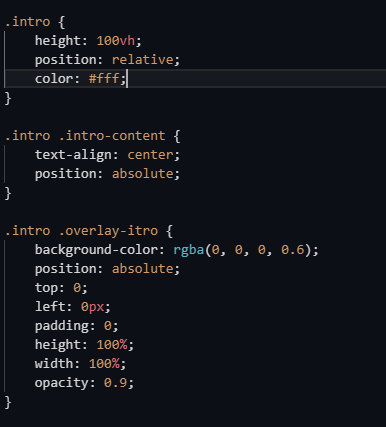 .intro {
    height: 100vh;
    position: relative;
    color: #fff;
}

.intro .intro-content {
    text-align: center;
    position: absolute;
}

.intro .overlay-itro {
    background-color: rgba(0, 0, 0, 0.6);
    position: absolute;
    top: 0;
    left: 0px;
    padding: 0;
    height: 100%;
    width: 100%;
    opacity: 0.9;
}